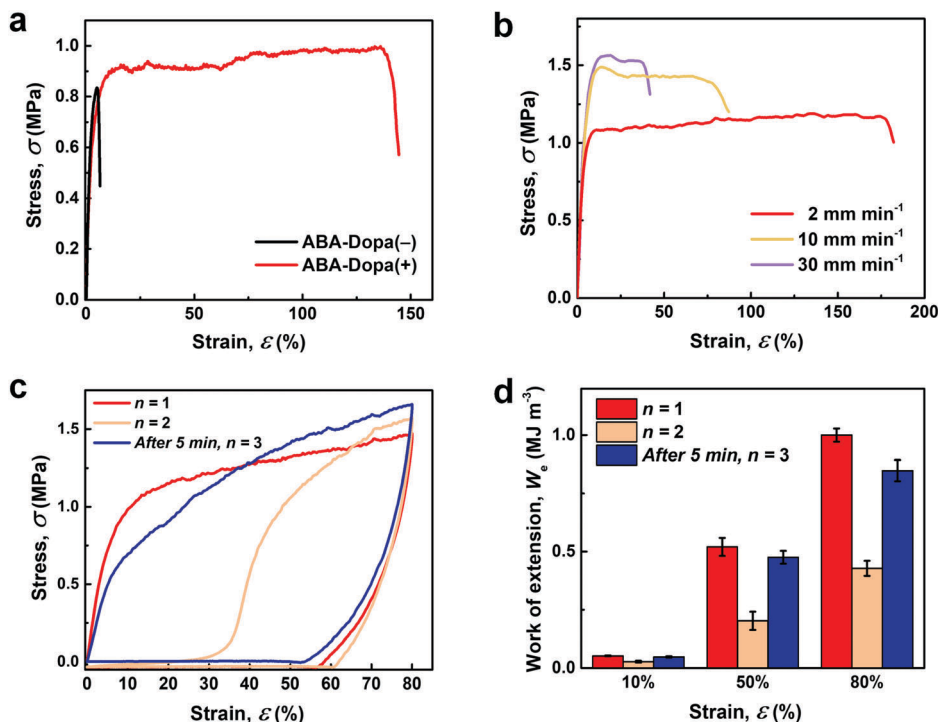 a
Stress, σ (MPa)
1.0
0.8
0.6
0.4
0.2
0.0
ABA-Dopa(–)
ABA-Dopa(+)
0 50 100 150
Strain, ε (%)
b
Stress, σ (MPa)
1.5
1.0
0.5
0.0
2 mm min⁻¹
10 mm min⁻¹
30 mm min⁻¹
0 50 100 150 200
Strain, ε (%)
c
Stress, σ (MPa)
1.5
1.0
0.5
0.0
n = 1
n = 2
After 5 min, n = 3
0 10 20 30 40 50 60 70 80
Strain, ε (%)
d
Work of extension, Wₑ (MJ m⁻³)
1.0
0.5
0.0
n = 1
n = 2
After 5 min, n = 3
10% 50% 80%
Strain, ε (%)